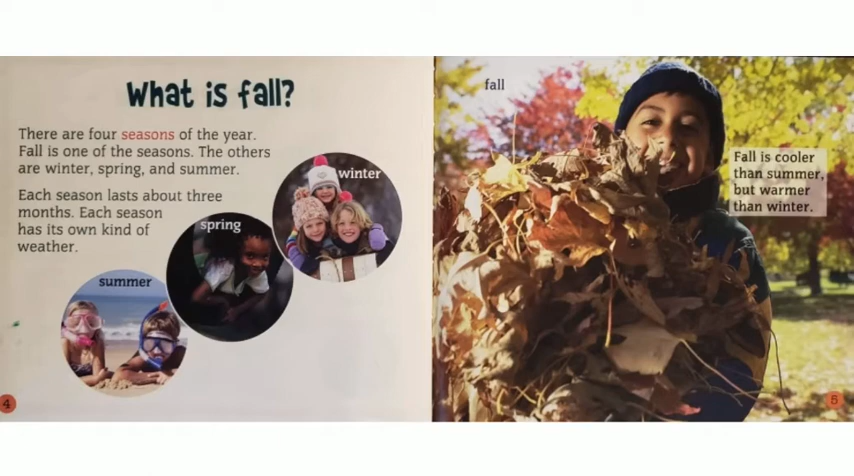 What is fall?
There are four seasons of the year.
Fall is one of the seasons. The others
are winter, spring, and summer.
Each season lasts about three
months. Each season
has its own kind of
weather.
winter
spring
summer
4
fall
Fall is cooler
than summer,
but warmer
than winter.
5